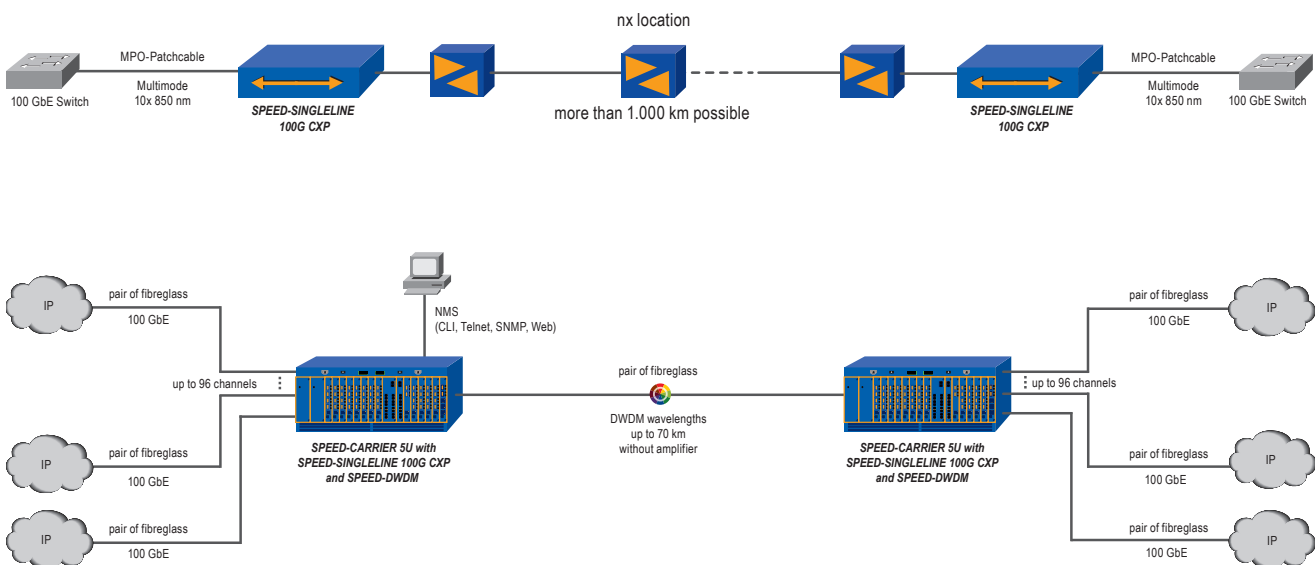 nx location
MPO-Patchcable
Multimode
10x 850 nm
100 GbE Switch
SPEED-SINGLELINE
100G CXP
more than 1.000 km possible
SPEED-SINGLELINE
100G CXP
MPO-Patchcable
Multimode
10x 850 nm
100 GbE Switch
IP
pair of fibreglass
100 GbE
NMS
(CLI, Telnet, SNMP, Web)
pair of fibreglass
100 GbE
IP
up to 96 channels
pair of fibreglass
DWDM wavelengths
up to 70 km
without amplifier
up to 96 channels
IP
pair of fibreglass
100 GbE
SPEED-CARRIER 5U with
SPEED-SINGLELINE 100G CXP
and SPEED-DWDM
SPEED-CARRIER 5U with
SPEED-SINGLELINE 100G CXP
and SPEED-DWDM
pair of fibreglass
100 GbE
IP
IP
pair of fibreglass
100 GbE
pair of fibreglass
100 GbE
IP